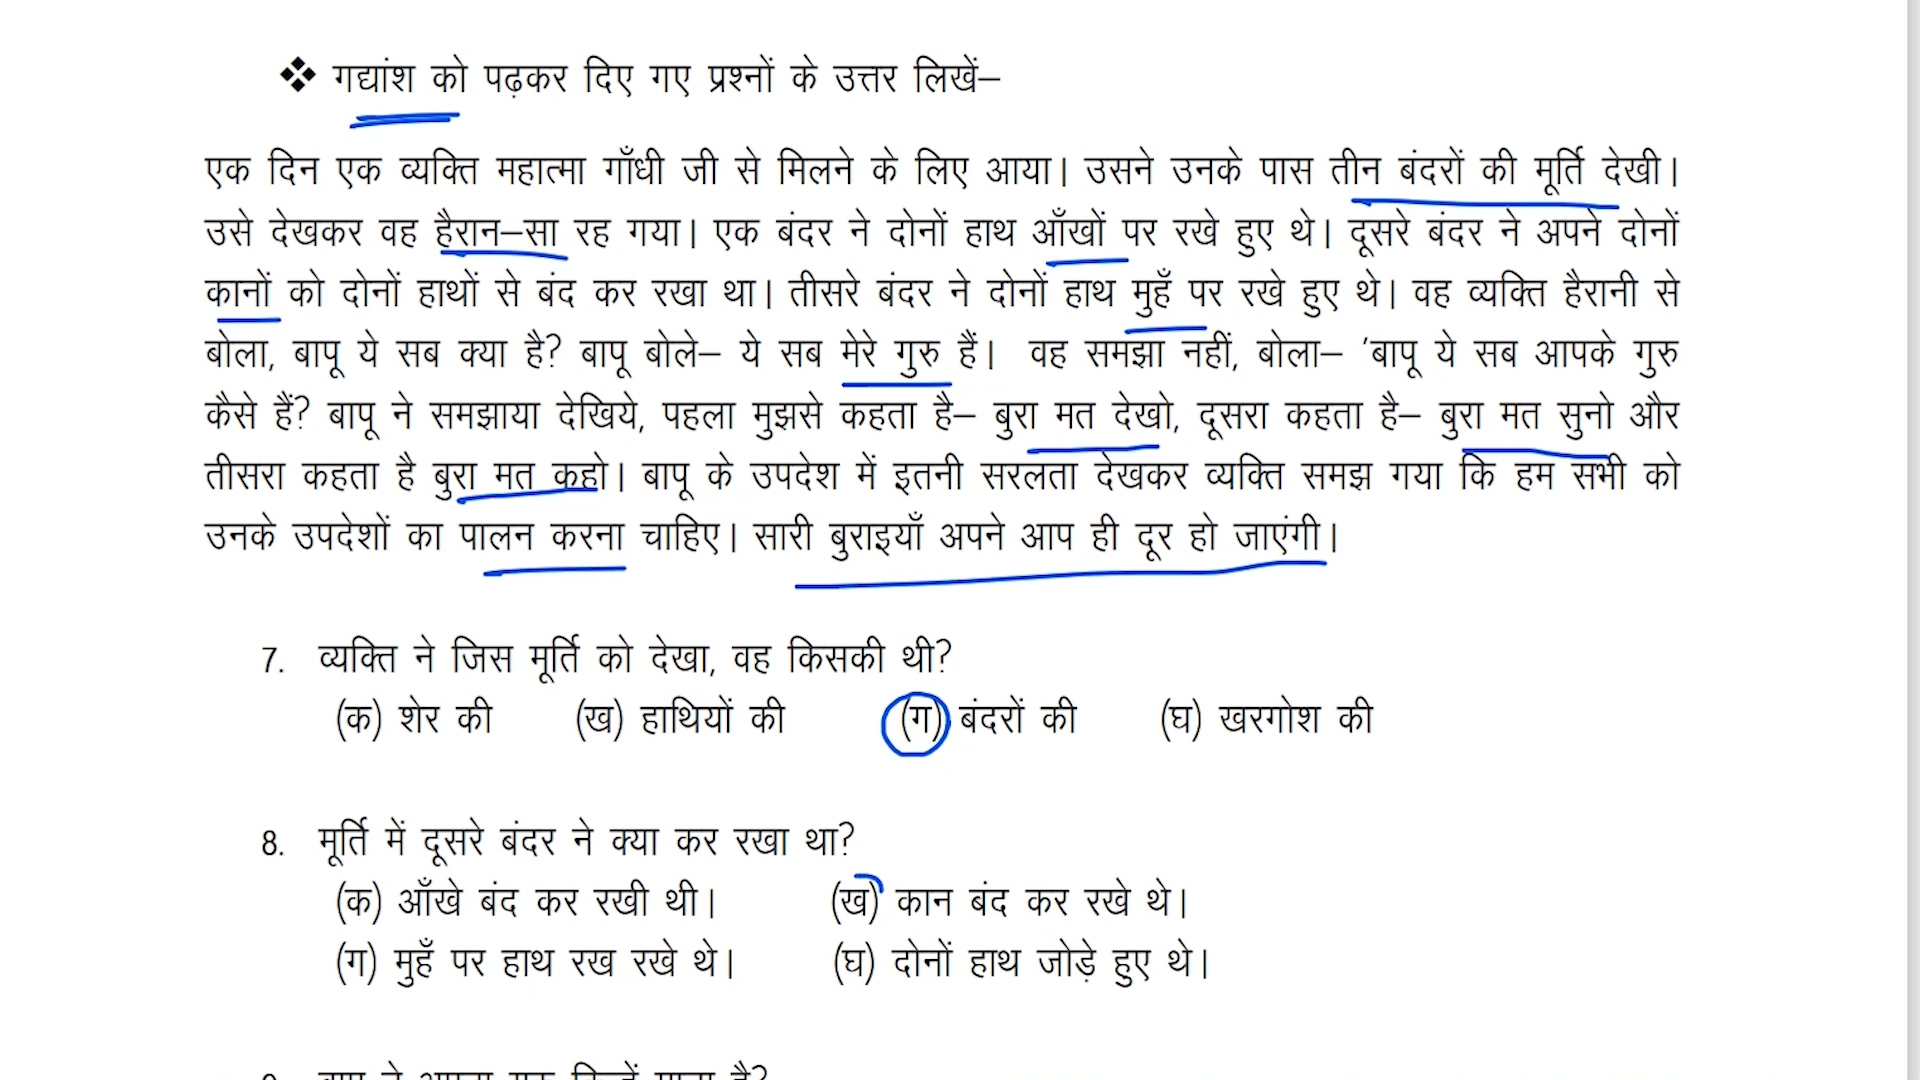 ❖ गद्यांश को पढ़कर दिए गए प्रश्नों के उत्तर लिखें–
एक दिन एक व्यक्ति महात्मा गाँधी जी से मिलने के लिए आया। उसने उनके पास तीन बंदरों की मूर्ति देखी।
उसे देखकर वह हैरान–सा रह गया। एक बंदर ने दोनों हाथ आँखों पर रखे हुए थे। दूसरे बंदर ने अपने दोनों
कानों को दोनों हाथों से बंद कर रखा था। तीसरे बंदर ने दोनों हाथ मुहँ पर रखे हुए थे। वह व्यक्ति हैरानी से
बोला, बापू ये सब क्या है? बापू बोले– ये सब मेरे गुरु हैं। वह समझा नहीं, बोला– ’बापू ये सब आपके गुरु
कैसे हैं? बापू ने समझाया देखिये, पहला मुझसे कहता है– बुरा मत देखो, दूसरा कहता है– बुरा मत सुनो और
तीसरा कहता है बुरा मत कहो। बापू के उपदेश में इतनी सरलता देखकर व्यक्ति समझ गया कि हम सभी को
उनके उपदेशों का पालन करना चाहिए। सारी बुराइयाँ अपने आप ही दूर हो जाएंगी।
7. व्यक्ति ने जिस मूर्ति को देखा, वह किसकी थी?
(क) शेर की (ख) हाथियों की (ग) बंदरों की (घ) खरगोश की
8. मूर्ति में दूसरे बंदर ने क्या कर रखा था?
(क) आँखे बंद कर रखी थी। (ख) कान बंद कर रखे थे।
(ग) मुहँ पर हाथ रख रखे थे। (घ) दोनों हाथ जोड़े हुए थे।